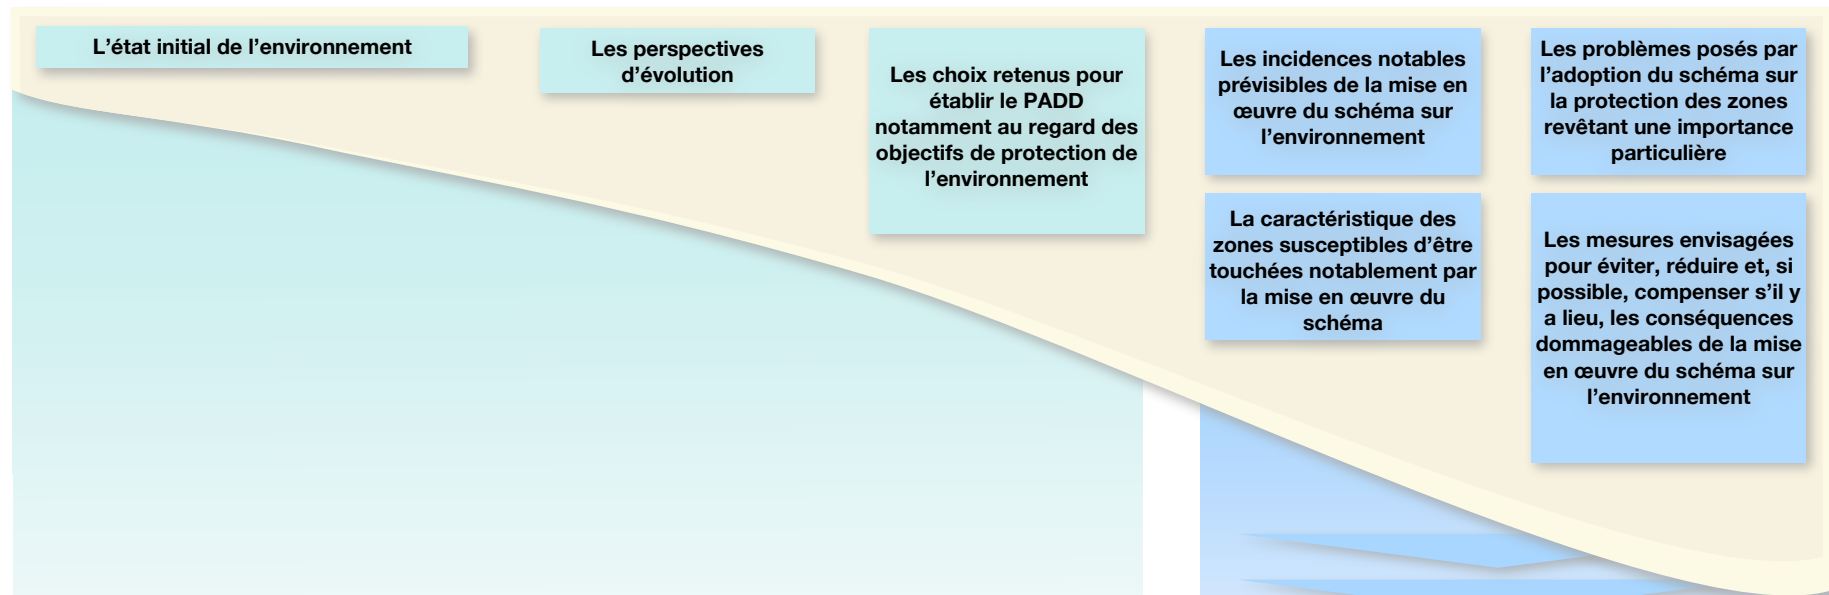 L’état initial de l’environnement
Les perspectives
d’évolution
Les choix retenus pour
établir le PADD
notamment au regard des
objectifs de protection de
l’environnement
Les incidences notables
prévisibles de la mise en
œuvre du schéma sur
l’environnement
La caractéristique des
zones susceptibles d’être
touchées notablement par
la mise en œuvre du
schéma
Les problèmes posés par
l’adoption du schéma sur
la protection des zones
revêtant une importance
particulière
Les mesures envisagées
pour éviter, réduire et, si
possible, compenser s’il y
a lieu, les conséquences
dommageables de la mise
en œuvre du schéma sur
l’environnement